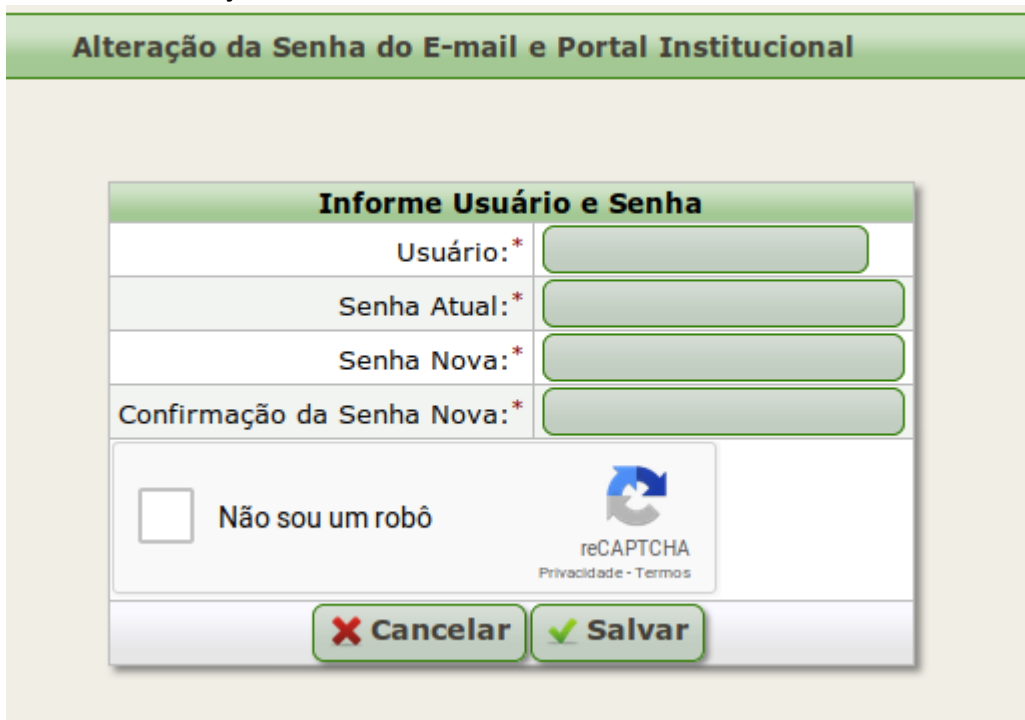 Alteração da Senha do E-mail e Portal Institucional
Informe Usuário e Senha
Usuário:*
Senha Atual:*
Senha Nova:*
Confirmação da Senha Nova:*
Não sou um robô
reCAPTCHA
Privacidade - Termos
Cancelar
Salvar